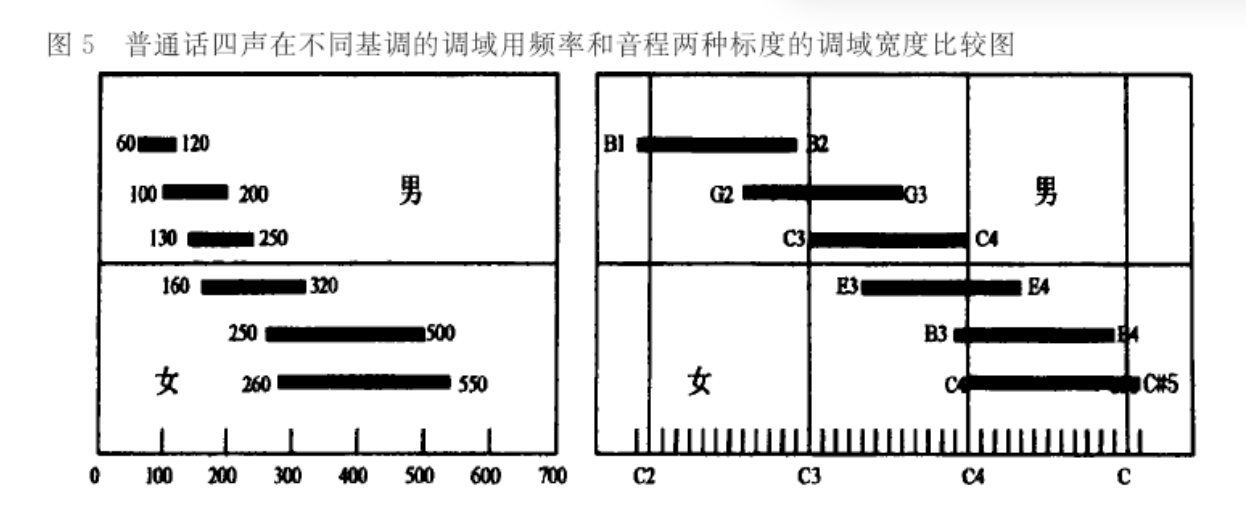 图 5 普通话四声在不同基调的调域用频率和音程两种标度的调域宽度比较图
60 120
100 200 男
130 250
160 320
250 500
女 260 550
0 100 200 300 400 500 600 700
B1 B2
G2 G3 男
C3 C4
E3 E4
B3 B4
女 C4 C#5
C2 C3 C4 C